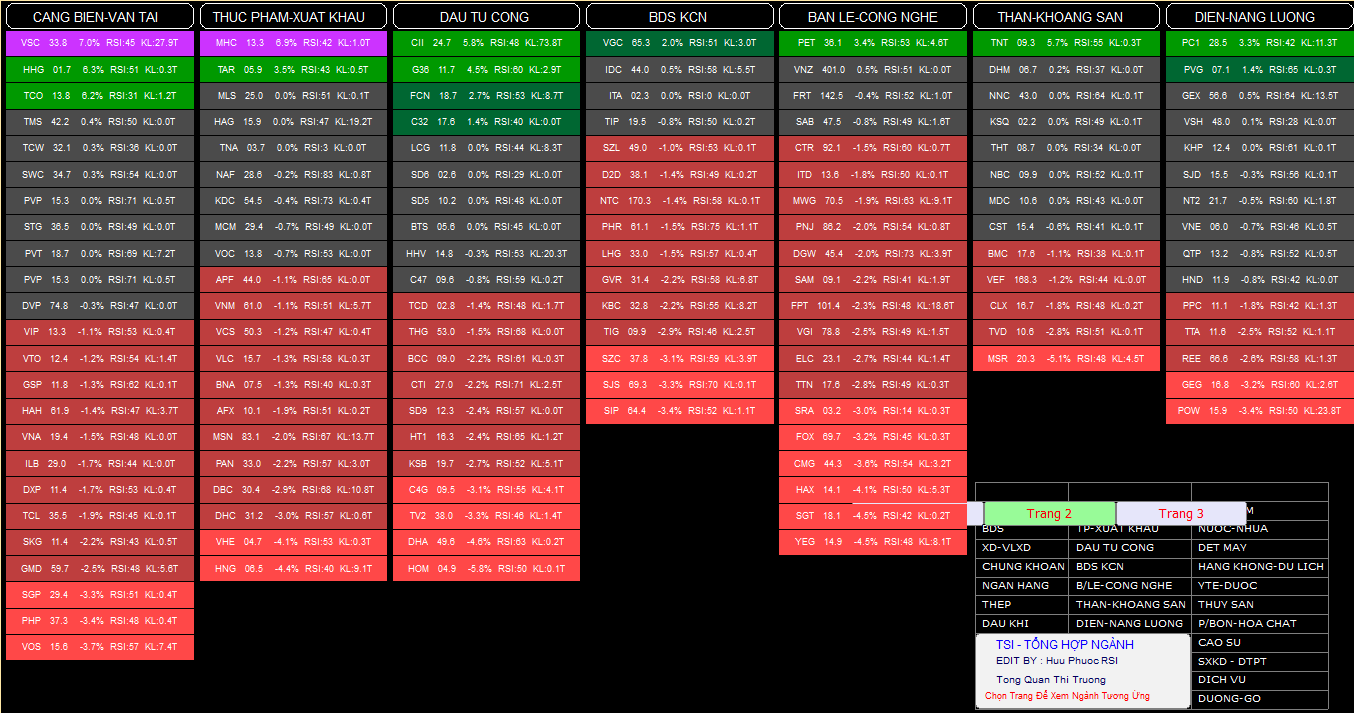 CANG BIEN-VAN TAI
VSC 33.8 7.0% RSI:45 KL:27.9T
HHG 01.7 6.3% RSI:51 KL:0.3T
TCO 13.8 6.2% RSI:31 KL:1.2T
TMS 42.2 0.4% RSI:50 KL:0.0T
TCW 32.1 0.3% RSI:36 KL:0.0T
SWC 34.7 0.3% RSI:54 KL:0.0T
PVP 15.3 0.0% RSI:71 KL:0.5T
STG 36.5 0.0% RSI:49 KL:0.0T
PVT 18.7 0.0% RSI:69 KL:7.2T
PVP 15.3 0.0% RSI:71 KL:0.5T
DVP 74.8 -0.3% RSI:47 KL:0.0T
VIP 13.3 -1.1% RSI:53 KL:0.4T
VTO 12.4 -1.2% RSI:54 KL:1.4T
GSP 11.8 -1.3% RSI:62 KL:0.1T
HAH 61.9 -1.4% RSI:47 KL:3.7T
VNA 19.4 -1.5% RSI:48 KL:0.0T
ILB 29.0 -1.7% RSI:44 KL:0.0T
DXP 11.4 -1.7% RSI:53 KL:0.4T
TCL 35.5 -1.9% RSI:45 KL:0.1T
SKG 11.4 -2.2% RSI:43 KL:0.5T
GMD 59.7 -2.5% RSI:48 KL:5.6T
SGP 29.4 -3.3% RSI:51 KL:0.4T
PHP 37.3 -3.4% RSI:48 KL:0.4T
VOS 15.6 -3.7% RSI:57 KL:7.4T
THUC PHAM-XUAT KHAU
MHC 13.3 6.9% RSI:42 KL:1.0T
TAR 05.9 3.5% RSI:43 KL:0.5T
MLS 25.0 0.0% RSI:51 KL:0.1T
HAG 15.9 0.0% RSI:47 KL:19.2T
TNA 03.7 0.0% RSI:3 KL:0.0T
NAF 28.6 -0.2% RSI:83 KL:0.8T
KDC 54.5 -0.4% RSI:73 KL:0.4T
MCM 29.4 -0.7% RSI:49 KL:0.0T
VOC 13.8 -0.7% RSI:53 KL:0.0T
APF 44.0 -1.1% RSI:65 KL:0.0T
VNM 61.0 -1.1% RSI:51 KL:5.7T
VCS 50.3 -1.2% RSI:47 KL:0.4T
VLC 15.7 -1.3% RSI:58 KL:0.3T
BNA 07.5 -1.3% RSI:40 KL:0.3T
AFX 10.1 -1.9% RSI:51 KL:0.2T
MSN 83.1 -2.0% RSI:67 KL:13.7T
PAN 33.0 -2.2% RSI:57 KL:3.0T
DBC 30.4 -2.9% RSI:68 KL:10.8T
DHC 31.2 -3.0% RSI:57 KL:0.6T
VHE 04.7 -4.1% RSI:53 KL:0.3T
HNG 06.5 -4.4% RSI:40 KL:9.1T
DAU TU CONG
CII 24.7 5.8% RSI:48 KL:73.8T
G36 11.7 4.5% RSI:60 KL:2.9T
FCN 18.7 2.7% RSI:53 KL:8.7T
C32 17.6 1.4% RSI:40 KL:0.0T
LCG 11.8 0.0% RSI:44 KL:8.3T
SD6 02.6 0.0% RSI:29 KL:0.0T
SD5 10.2 0.0% RSI:48 KL:0.0T
BTS 05.6 0.0% RSI:45 KL:0.0T
HHV 14.8 -0.3% RSI:53 KL:20.3T
C47 09.6 -0.8% RSI:59 KL:0.2T
TCD 02.8 -1.4% RSI:48 KL:1.7T
THG 53.0 -1.5% RSI:68 KL:0.0T
BCC 09.0 -2.2% RSI:61 KL:0.3T
CTI 27.0 -2.2% RSI:71 KL:2.5T
SD9 12.3 -2.4% RSI:57 KL:0.0T
HT1 16.3 -2.4% RSI:65 KL:1.2T
KSB 19.7 -2.7% RSI:52 KL:5.1T
C4G 09.5 -3.1% RSI:55 KL:4.1T
TV2 38.0 -3.3% RSI:46 KL:1.4T
DHA 49.6 -4.6% RSI:63 KL:0.2T
HOM 04.9 -5.8% RSI:50 KL:0.1T
BDS KCN
VGC 65.3 2.0% RSI:51 KL:3.0T
IDC 44.0 0.5% RSI:58 KL:5.5T
ITA 02.3 0.0% RSI:0 KL:0.0T
TIP 19.5 -0.8% RSI:50 KL:0.2T
SZL 49.0 -1.0% RSI:53 KL:0.1T
D2D 38.1 -1.4% RSI:49 KL:0.2T
NTC 170.3 -1.4% RSI:58 KL:0.1T
PHR 61.1 -1.5% RSI:75 KL:1.1T
LHG 33.0 -1.5% RSI:57 KL:0.4T
GVR 31.4 -2.2% RSI:58 KL:6.8T
KBC 32.8 -2.2% RSI:55 KL:8.2T
TIG 09.9 -2.9% RSI:46 KL:2.5T
SZC 37.8 -3.1% RSI:59 KL:3.9T
SJS 69.3 -3.3% RSI:70 KL:0.1T
SIP 64.4 -3.4% RSI:52 KL:1.1T
BAN LE-CONG NGHE
PET 36.1 3.4% RSI:53 KL:4.6T
VNZ 401.0 0.5% RSI:51 KL:0.0T
FRT 142.5 -0.4% RSI:52 KL:1.0T
SAB 47.5 -0.8% RSI:49 KL:1.6T
CTR 92.1 -1.5% RSI:60 KL:0.7T
ITD 13.6 -1.8% RSI:50 KL:0.1T
MWG 70.5 -1.9% RSI:63 KL:9.1T
PNJ 86.2 -2.0% RSI:54 KL:0.8T
DGW 45.4 -2.0% RSI:73 KL:3.9T
SAM 09.1 -2.2% RSI:41 KL:1.9T
FPT 101.4 -2.3% RSI:48 KL:18.6T
VGI 78.8 -2.5% RSI:49 KL:1.5T
ELC 23.1 -2.7% RSI:44 KL:1.4T
TTN 17.6 -2.8% RSI:49 KL:0.3T
SRA 03.2 -3.0% RSI:14 KL:0.3T
FOX 69.7 -3.2% RSI:45 KL:0.3T
CMG 44.3 -3.6% RSI:54 KL:3.2T
HAX 14.1 -4.1% RSI:50 KL:5.3T
SGT 18.1 -4.5% RSI:42 KL:0.2T
YEG 14.9 -4.5% RSI:48 KL:8.1T
THAN-KHOANG SAN
TNT 09.3 5.7% RSI:55 KL:0.3T
DHM 06.7 0.2% RSI:37 KL:0.0T
NNC 43.0 0.0% RSI:64 KL:0.1T
KSQ 02.2 0.0% RSI:49 KL:0.1T
THT 08.7 0.0% RSI:34 KL:0.0T
NBC 09.9 0.0% RSI:52 KL:0.1T
MDC 10.6 0.0% RSI:43 KL:0.0T
CST 15.4 -0.6% RSI:41 KL:0.1T
BMC 17.6 -1.1% RSI:38 KL:0.1T
VEF 168.3 -1.2% RSI:44 KL:0.0T
CLX 16.7 -1.8% RSI:48 KL:0.2T
TVD 10.6 -2.8% RSI:51 KL:0.1T
MSR 20.3 -5.1% RSI:48 KL:4.5T
DIEN-NANG LUONG
PC1 28.5 3.3% RSI:42 KL:11.3T
PVG 07.1 1.4% RSI:65 KL:0.3T
GEX 56.6 0.5% RSI:64 KL:13.5T
VSH 48.0 0.1% RSI:28 KL:0.0T
KHP 12.4 0.0% RSI:61 KL:0.1T
SJD 15.5 -0.3% RSI:56 KL:0.1T
NT2 21.7 -0.5% RSI:60 KL:1.8T
VNE 06.0 -0.7% RSI:46 KL:0.5T
QTP 13.2 -0.8% RSI:52 KL:0.5T
HND 11.9 -0.8% RSI:42 KL:0.0T
PPC 11.1 -1.8% RSI:42 KL:1.3T
TTA 11.6 -2.5% RSI:52 KL:1.1T
REE 66.6 -2.6% RSI:58 KL:1.3T
GEG 16.8 -3.2% RSI:60 KL:2.6T
POW 15.9 -3.4% RSI:50 KL:23.8T
Trang 2 Trang 3
BDS TP-XUAT KHAU NUOC-NHUA
XD-VLXD DAU TU CONG DET MAY
CHUNG KHOAN BDS KCN HANG KHONG-DU LICH
NGAN HANG B/LE-CONG NGHE YTE-DUOC
THEP THAN-KHOANG SAN THUY SAN
DAU KHI DIEN-NANG LUONG P/BON-HOA CHAT
CAO SU
SXKD - DTPT
DICH VU
DUONG-GO
TSI - TỔNG HỢP NGÀNH
EDIT BY : Huu Phuoc RSI
Tong Quan Thi Truong
Chọn Trang Để Xem Ngành Tương Ứng